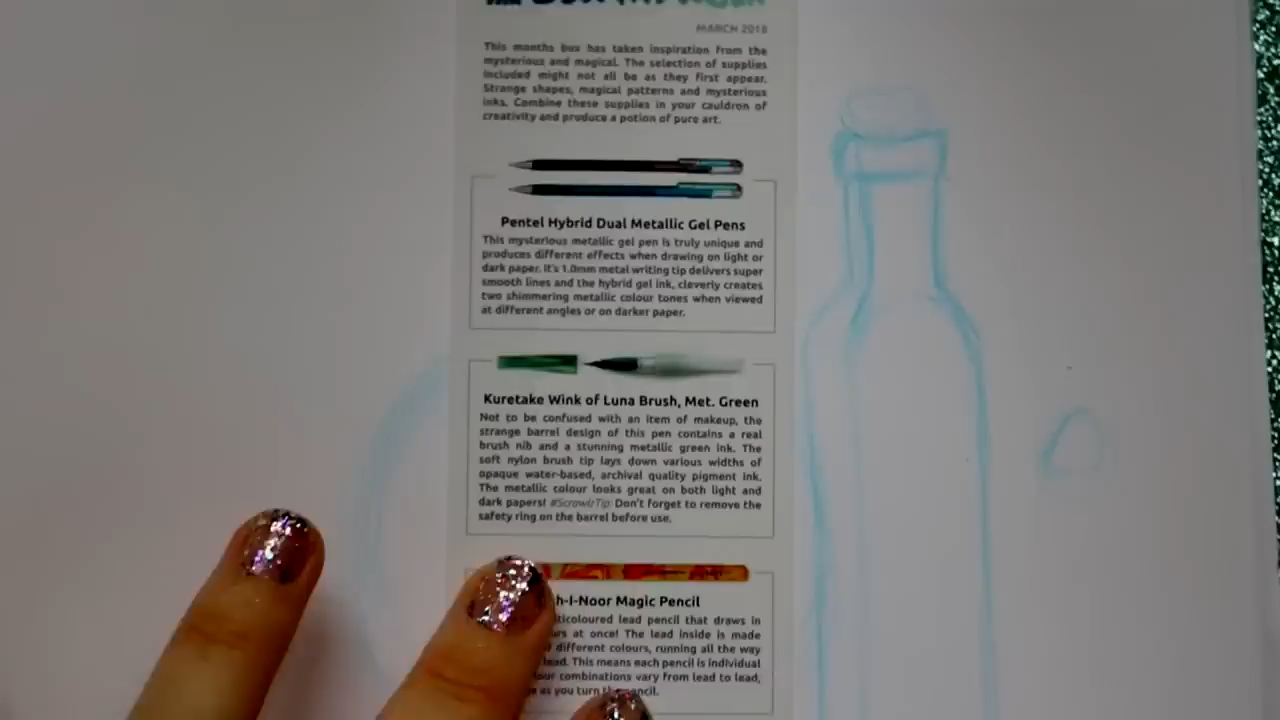 MARCH 2018
This months box has taken inspiration from the
mysterious and magical. The selection of supplies
included might not all be as they first appear.
Strange shapes, magical patterns and mysterious
inks. Combine these supplies in your cauldron of
creativity and produce a potion of pure art.
Pentel Hybrid Dual Metallic Gel Pens
This mysterious metallic gel pen is truly unique and
produces different effects when drawing on light or
dark paper. It's 1.0mm metal writing tip delivers super
smooth lines and the hybrid gel ink, cleverly creates
two shimmering metallic colour tones when viewed
at different angles or on darker paper.
Kuretake Wink of Luna Brush, Met. Green
Not to be confused with an item of makeup, the
strange barrel design of this pen contains a real
brush nib and a stunning metallic green ink. The
soft nylon brush tip lays down various widths of
opaque water-based, archival quality pigment ink.
The metallic colour looks great on both light and
dark papers! #ScrawlrTip: Don't forget to remove the
safety ring on the barrel before use.
h-I-Noor Magic Pencil
lticoloured lead pencil that draws in
urs at once! The lead inside is made
different colours, running all the way
lead. This means each pencil is individual
lour combinations vary from lead to lead,
as you turn